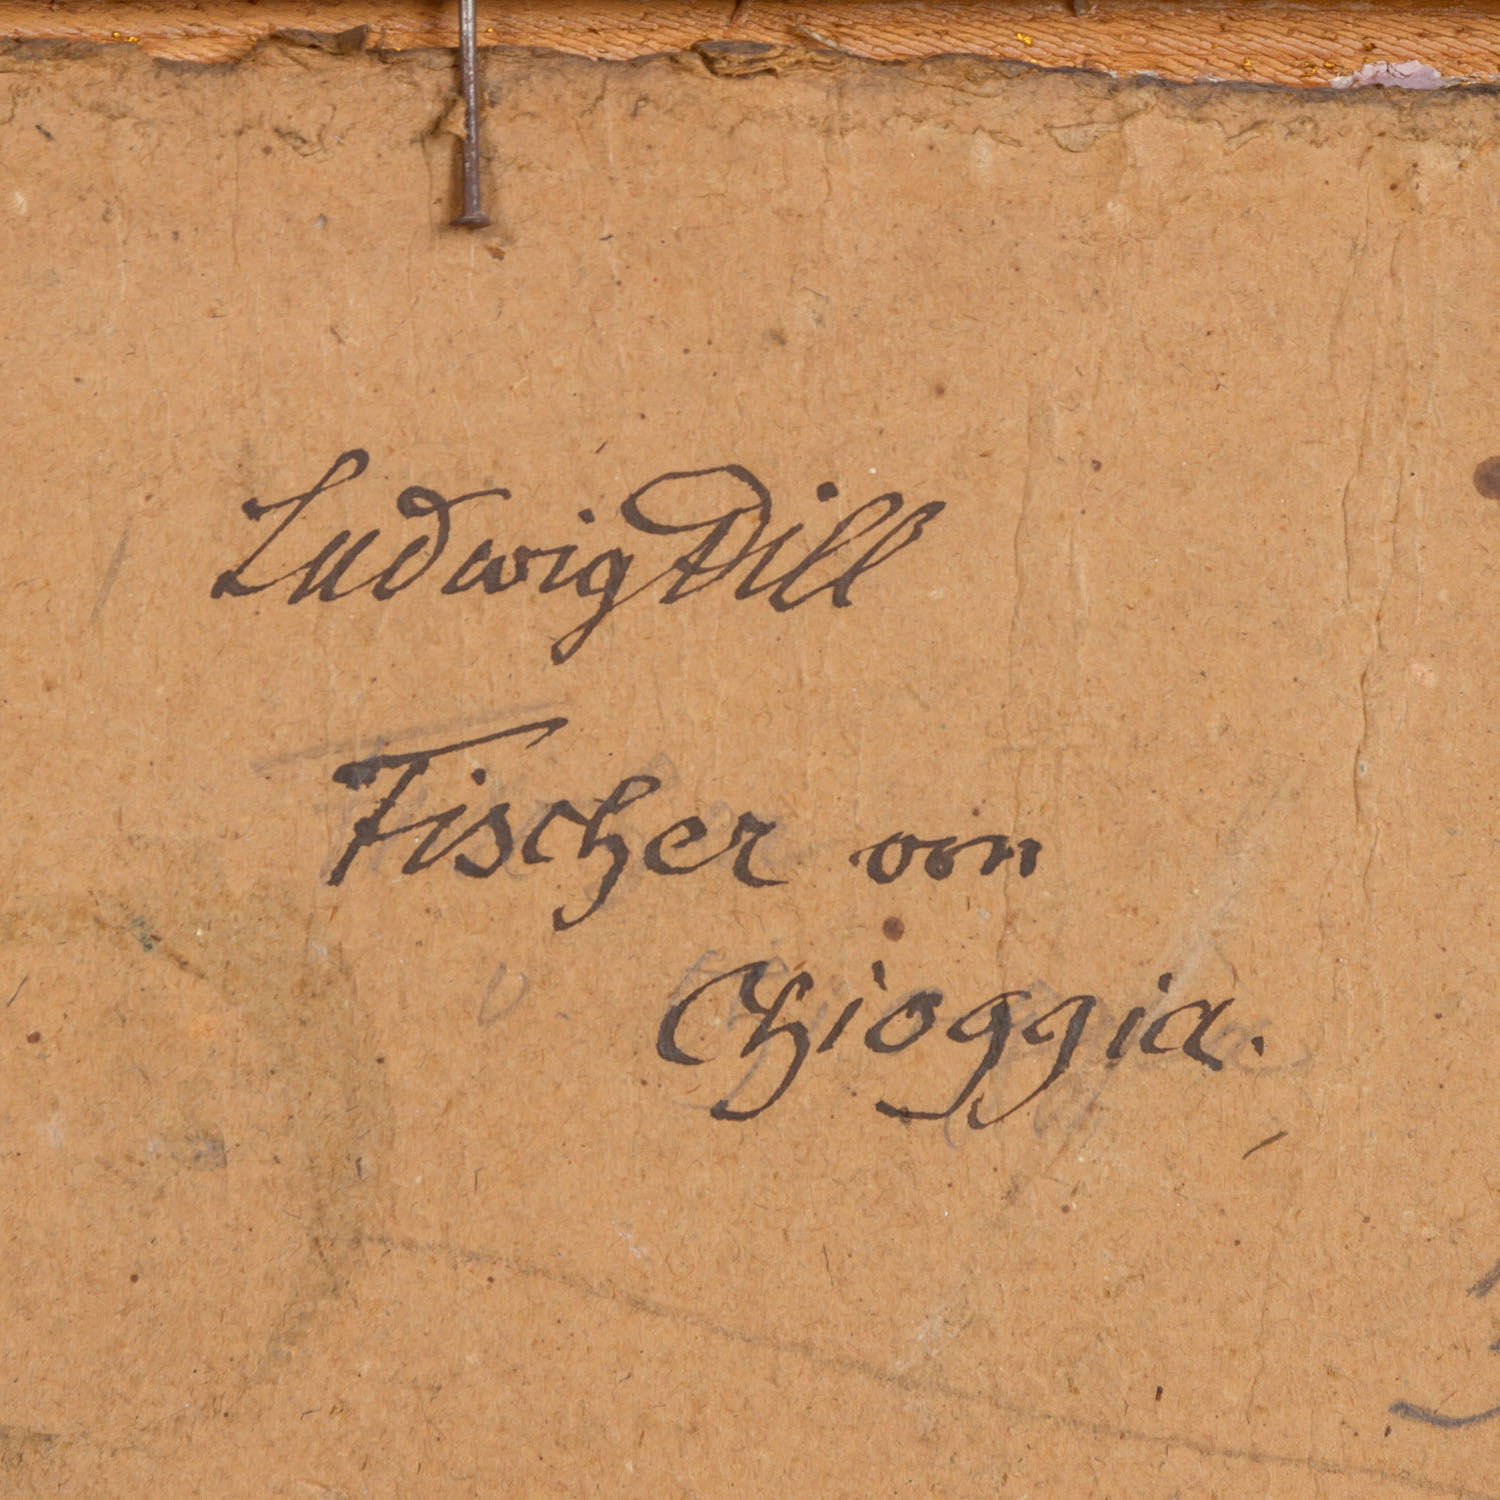 Ludwig Dill
Fischer von
Chioggia.